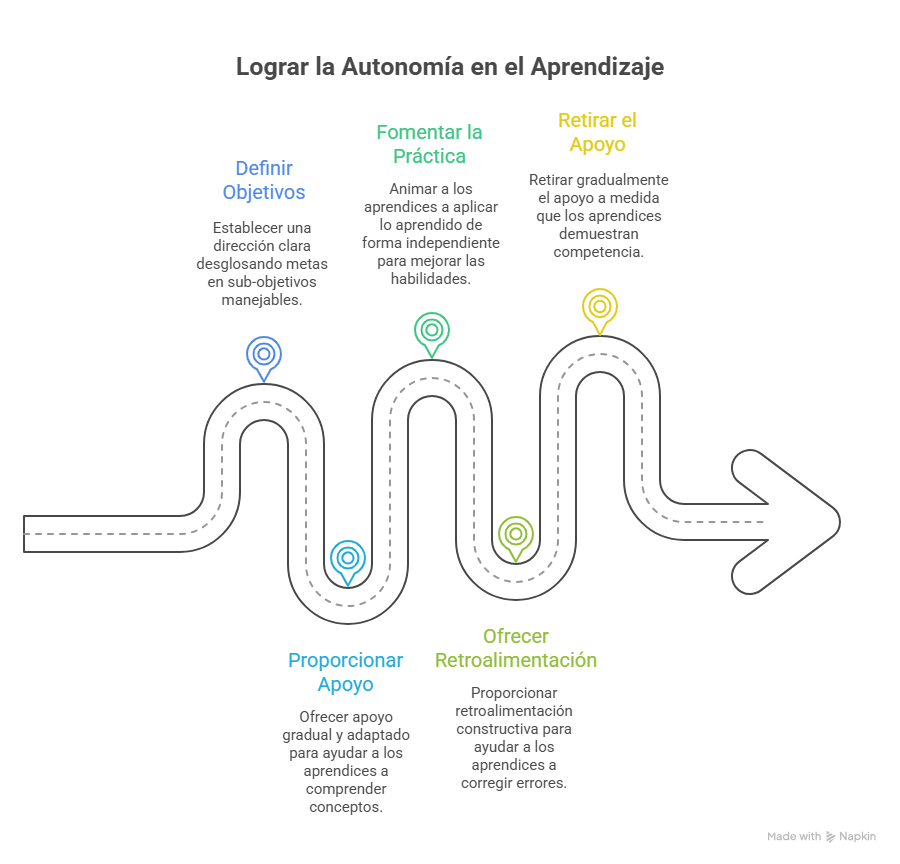 Lograr la Autonomía en el Aprendizaje
Definir
Objetivos
Establecer una
dirección clara
desglosando metas
en sub-objetivos
manejables.
Proporcionar
Apoyo
Ofrecer apoyo
gradual y adaptado
para ayudar a los
aprendices a
comprender
conceptos.
Fomentar la
Práctica
Animar a los
aprendices a aplicar
lo aprendido de
forma independiente
para mejorar las
habilidades.
Ofrecer
Retroalimentación
Proporcionar
retroalimentación
constructiva para
ayudar a los
aprendices a
corregir errores.
Retirar el
Apoyo
Retirar gradualmente
el apoyo a medida
que los aprendices
demuestran
competencia.
Made with Napkin